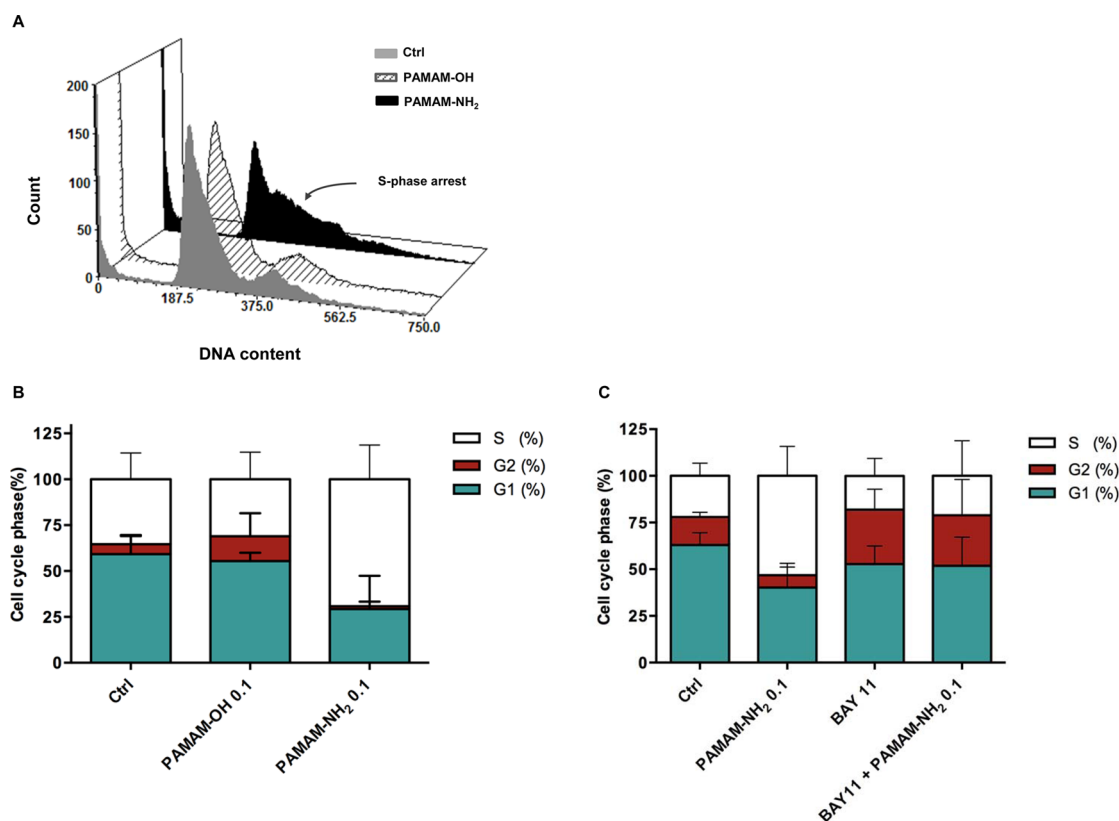 A
Ctrl
PAMAM-OH
PAMAM-NH₂
200
150
100
50
0
Count
S-phase arrest
0
187.5
375.0
562.5
750.0
DNA content
B
125
100
75
50
25
0
Cell cycle phase(%)
S (%)
G2 (%)
G1 (%)
Ctrl
PAMAM-OH 0.1
PAMAM-NH₂ 0.1
C
125
100
75
50
25
0
Cell cycle phase (%)
S (%)
G2 (%)
G1 (%)
Ctrl
PAMAM-NH₂ 0.1
BAY 11
BAY11 + PAMAM-NH₂ 0.1